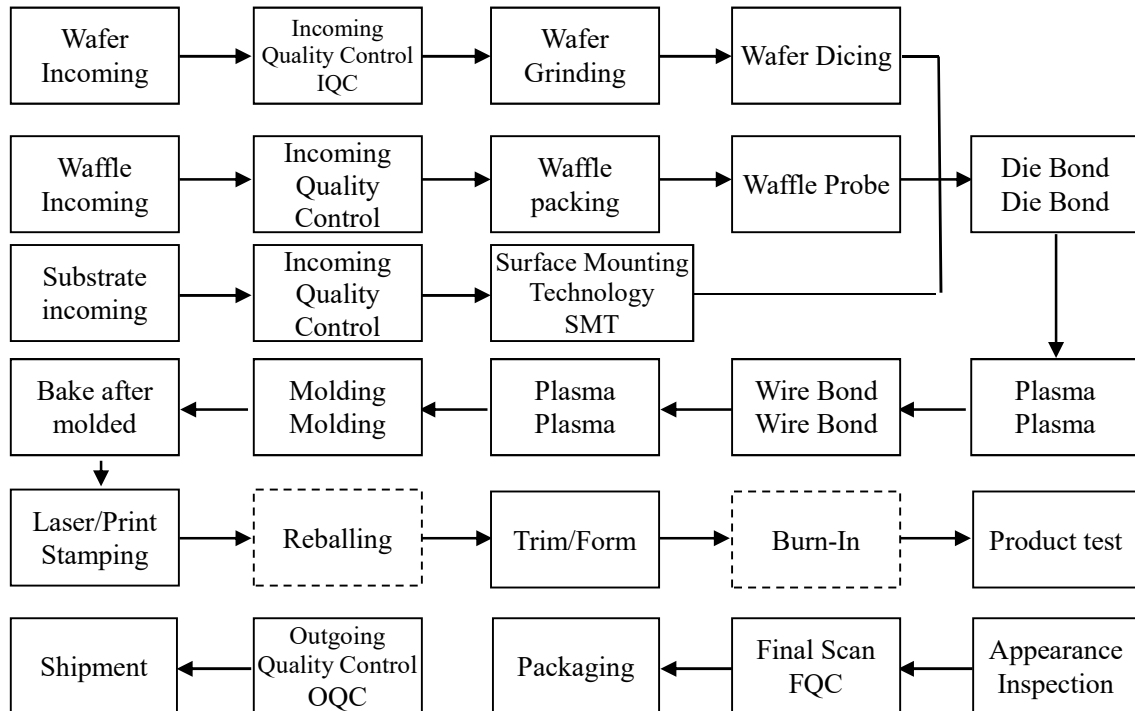 Wafer
Incoming
Incoming
Quality Control
IQC
Wafer
Grinding
Wafer Dicing
Waffle
Incoming
Incoming
Quality
Control
Waffle
packing
Waffle Probe
Die Bond
Die Bond
Substrate
incoming
Incoming
Quality
Control
Surface Mounting
Technology
SMT
Bake after
molded
Molding
Molding
Plasma
Plasma
Wire Bond
Wire Bond
Plasma
Plasma
Laser/Print
Stamping
Reballing
Trim/Form
Burn-In
Product test
Shipment
Outgoing
Quality Control
OQC
Packaging
Final Scan
FQC
Appearance
Inspection